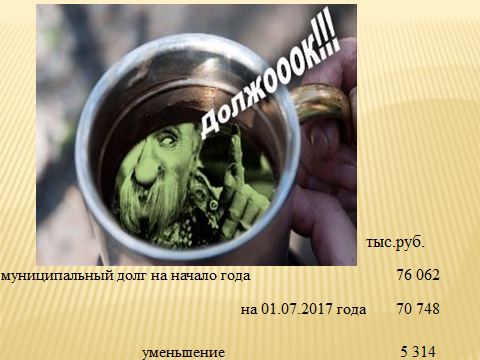 ДолжОООК!!!
тыс.руб.
муниципальный долг на начало года 76 062
на 01.07.2017 года 70 748
уменьшение 5 314